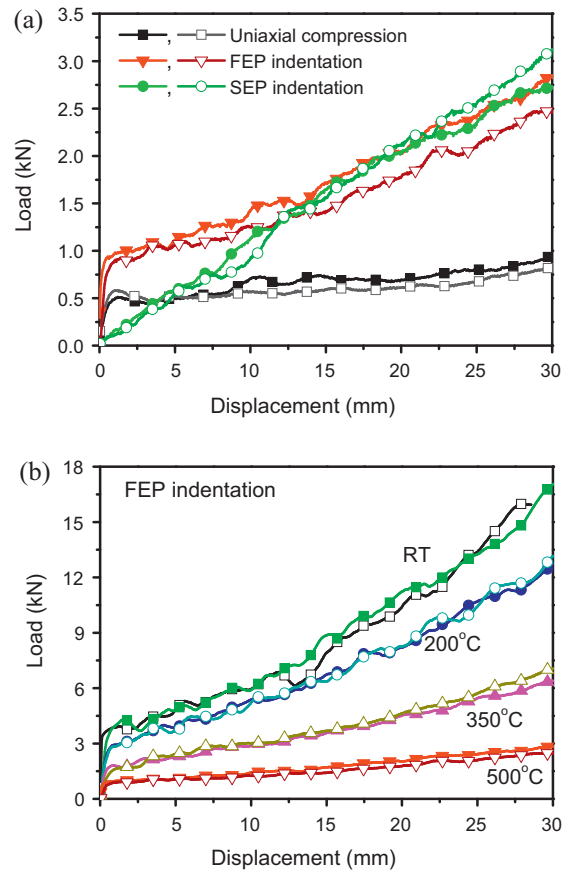 (a)
Uniaxial compression
FEP indentation
SEP indentation
3.5
3.0
2.5
2.0
1.5
1.0
0.5
0.0
Load (kN)
0 5 10 15 20 25 30
Displacement (mm)
(b)
FEP indentation
RT
200°C
350°C
500°C
18
15
12
9
6
3
0
Load (kN)
0 5 10 15 20 25 30
Displacement (mm)